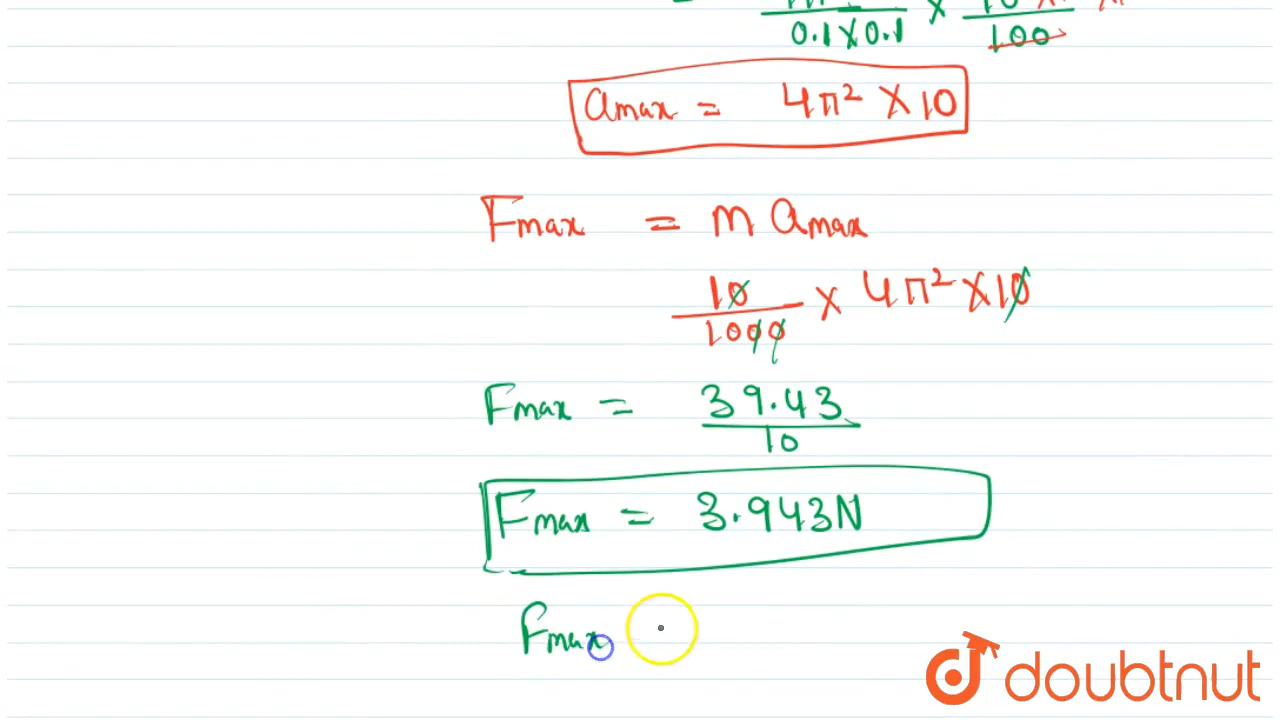 0.1×0.1 × 100
amax = 4π² × 10
Fmax = m amax
10/1000 × 4π² × 10
Fmax = 39.43/10
Fmax = 3.943N
Fmax
doubtnut